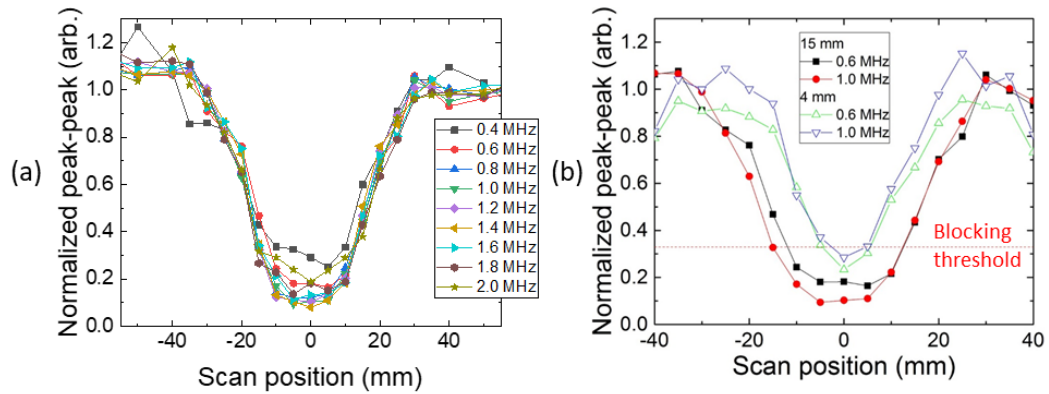 (a)
Normalized peak-peak (arb.)
1.2
1.0
0.8
0.6
0.4
0.2
0.0
-40 -20 0 20 40
Scan position (mm)
0.4 MHz
0.6 MHz
0.8 MHz
1.0 MHz
1.2 MHz
1.4 MHz
1.6 MHz
1.8 MHz
2.0 MHz
(b)
Normalized peak-peak (arb.)
1.2
1.0
0.8
0.6
0.4
0.2
0.0
-40 -20 0 20 40
Scan position (mm)
15 mm
0.6 MHz
1.0 MHz
4 mm
0.6 MHz
1.0 MHz
Blocking
threshold